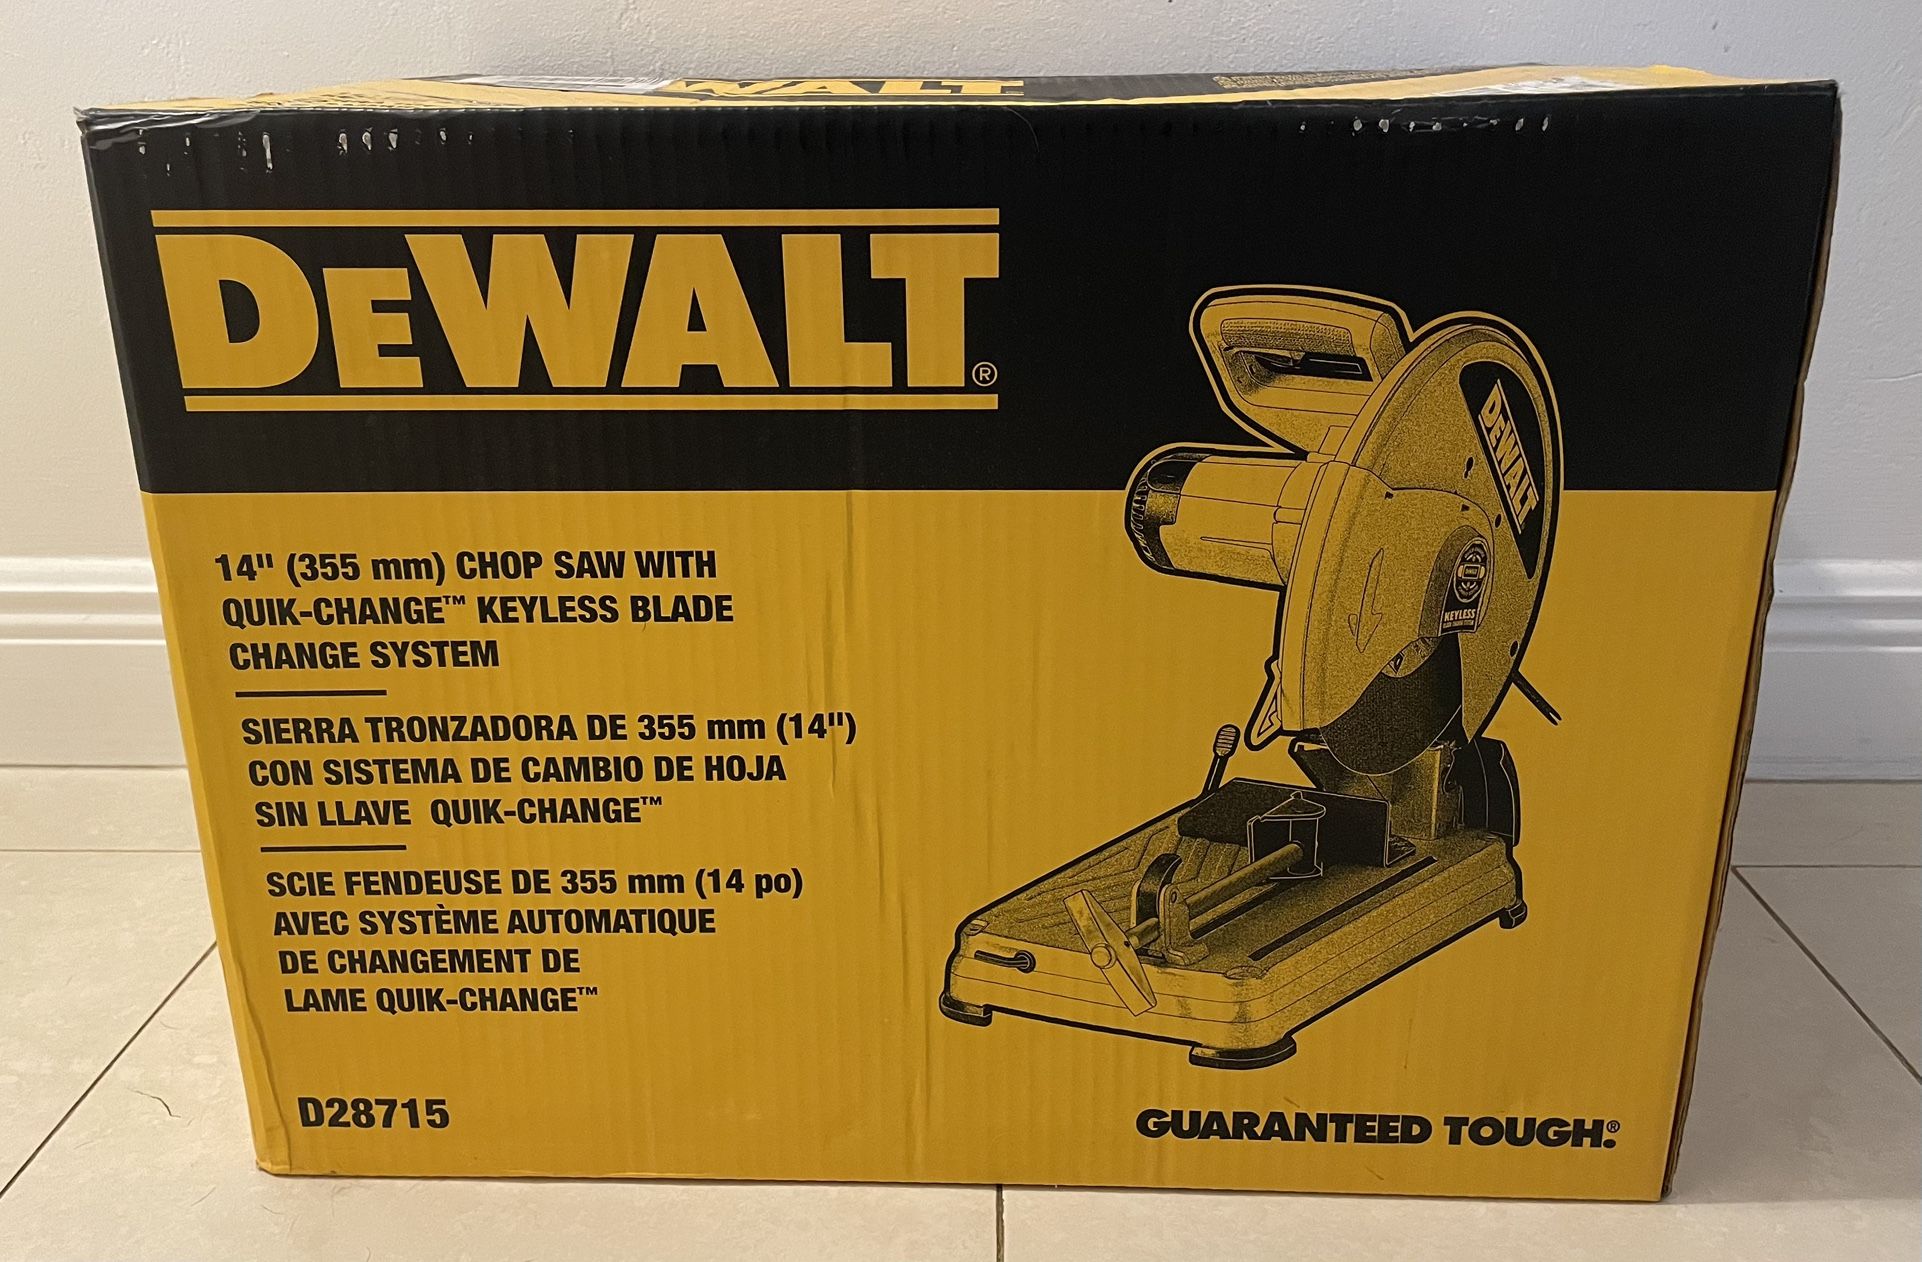 DEWALT
DEWALT®
DEWALT
14" (355 mm) CHOP SAW WITH
QUIK-CHANGE™ KEYLESS BLADE
CHANGE SYSTEM
KEYLESS
SIERRA TRONZADORA DE 355 mm (14")
CON SISTEMA DE CAMBIO DE HOJA
SIN LLAVE QUIK-CHANGE™
SCIE FENDEUSE DE 355 mm (14 po)
AVEC SYSTÈME AUTOMATIQUE
DE CHANGEMENT DE
LAME QUIK-CHANGE™
D28715
GUARANTEED TOUGH.®